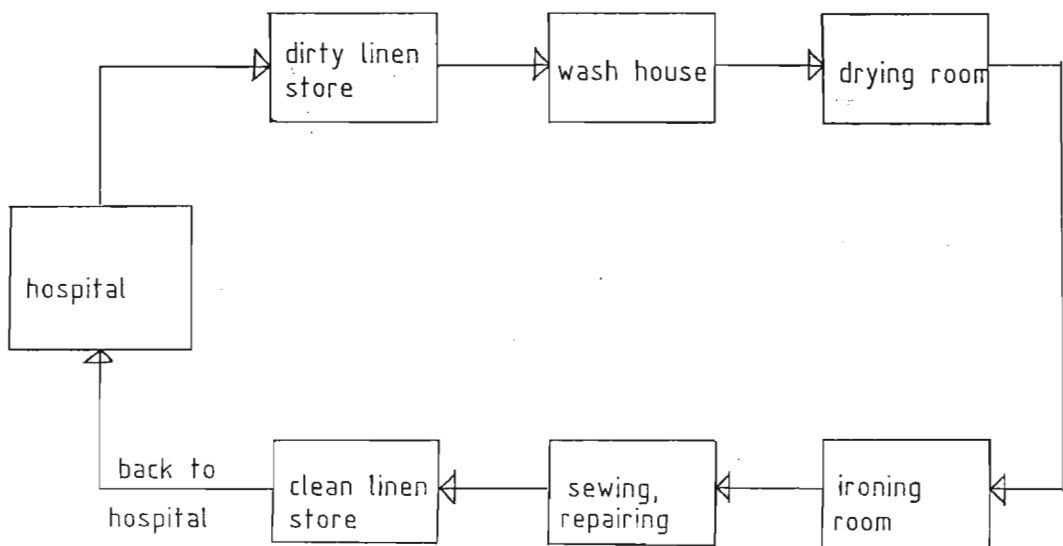 dirty linen
store
wash house
drying room
hospital
back to
hospital
clean linen
store
sewing,
repairing
ironing
room